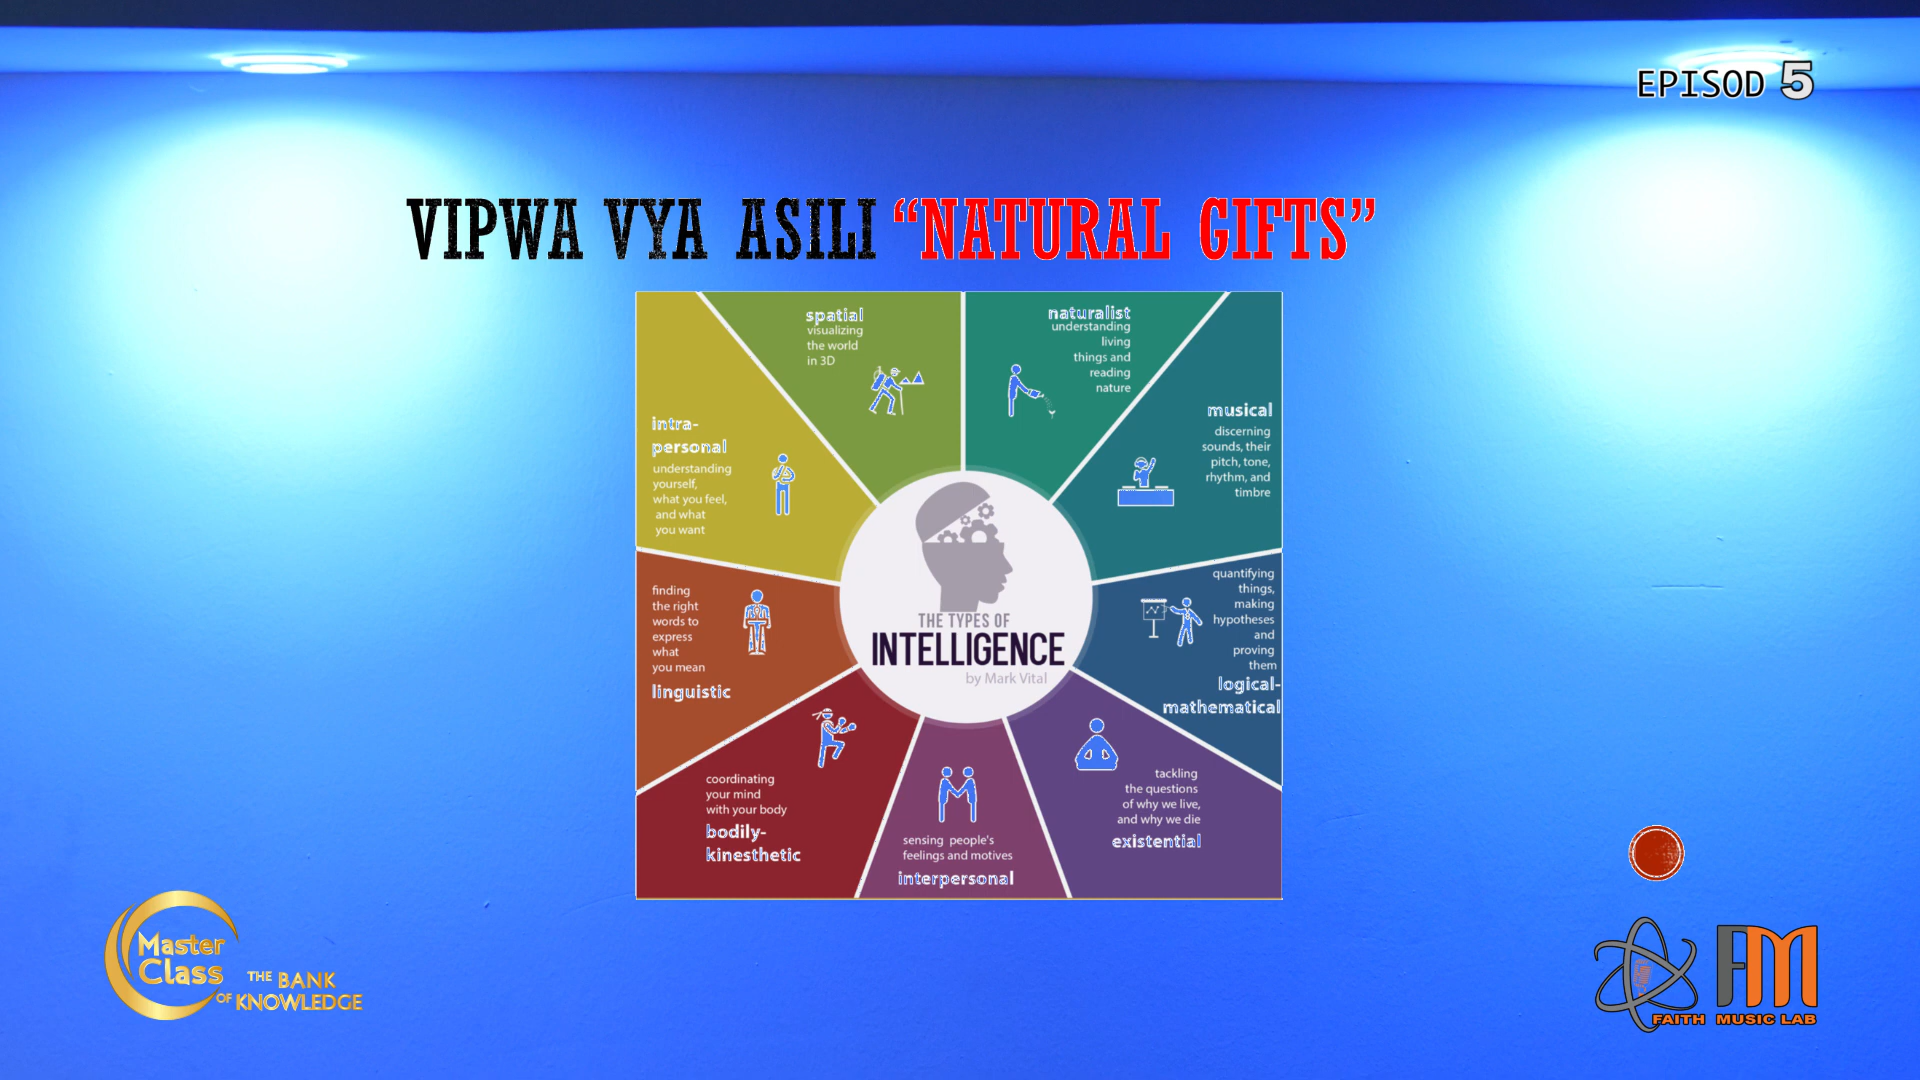 EPISOD 5
VIPWA VYA ASILI “NATURAL GIFTS”
spatial
visualizing
the world
in 3D
naturalist
understanding
living
things and
reading
nature
musical
discerning
sounds, their
pitch, tone,
rhythm, and
timbre
intra-
personal
understanding
yourself,
what you feel,
and what
you want
THE TYPES OF
INTELLIGENCE
by Mark Vital
finding
the right
words to
express
what
you mean
linguistic
quantifying
things,
making
hypotheses
and
proving
them
logical-
mathematical
coordinating
your mind
with your body
bodily-
kinesthetic
sensing people's
feelings and motives
interpersonal
tackling
the questions
of why we live,
and why we die
existential
Master
Class
THE BANK
OF KNOWLEDGE
FM
FAITH MUSIC LAB